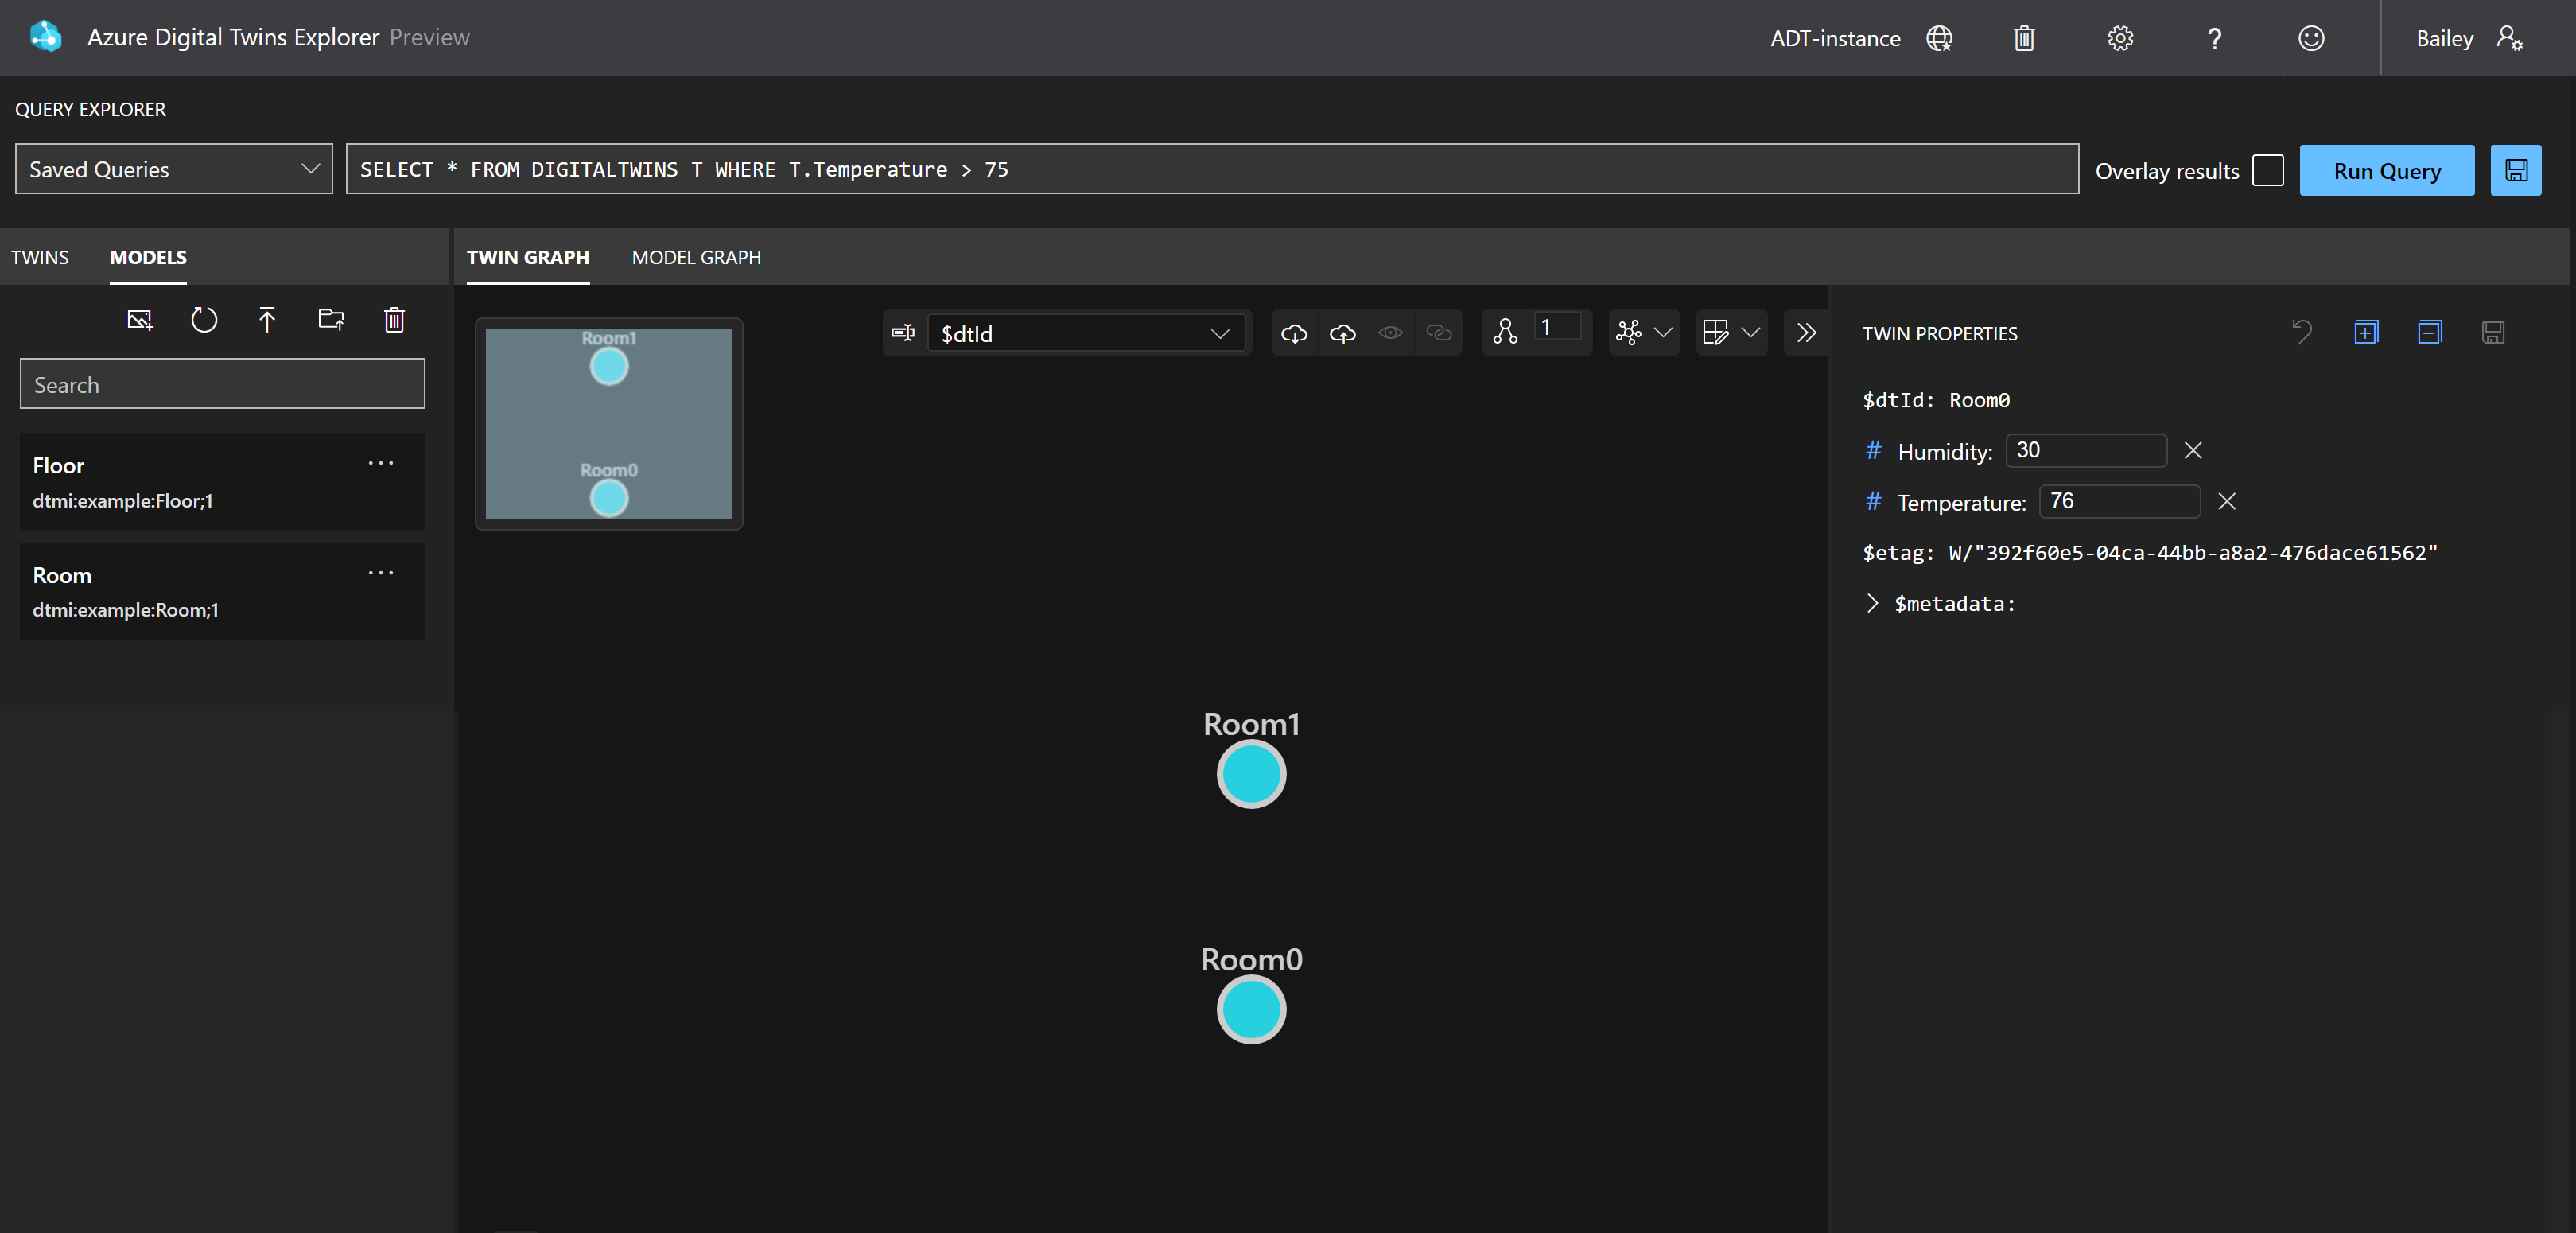 Azure Digital Twins Explorer Preview
ADT-instance
?
Bailey
QUERY EXPLORER
Saved Queries
SELECT * FROM DIGITALTWINS T WHERE T.Temperature > 75
Overlay results
Run Query
TWINS MODELS
TWIN GRAPH MODEL GRAPH
Search
Floor
...
dtmi:example:Floor;1
Room
...
dtmi:example:Room;1
Room1
Room0
$dtId
1
Room1
Room0
TWIN PROPERTIES
$dtId: Room0
# Humidity: 30
# Temperature: 76
$etag: W/"392f60e5-04ca-44bb-a8a2-476dace61562"
$metadata: